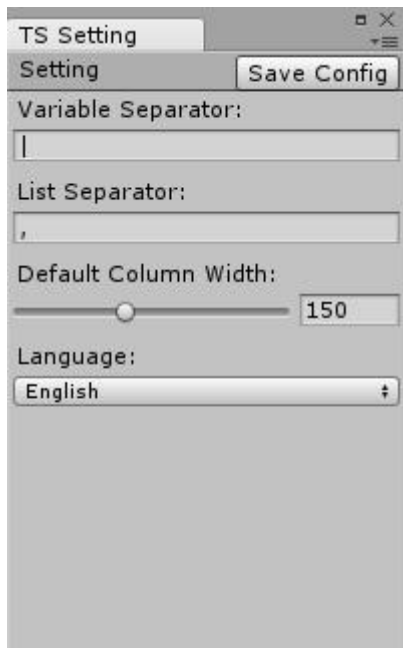 TS Setting
Setting Save Config
Variable Separator:
|
List Separator:
,
Default Column Width:
150
Language:
English